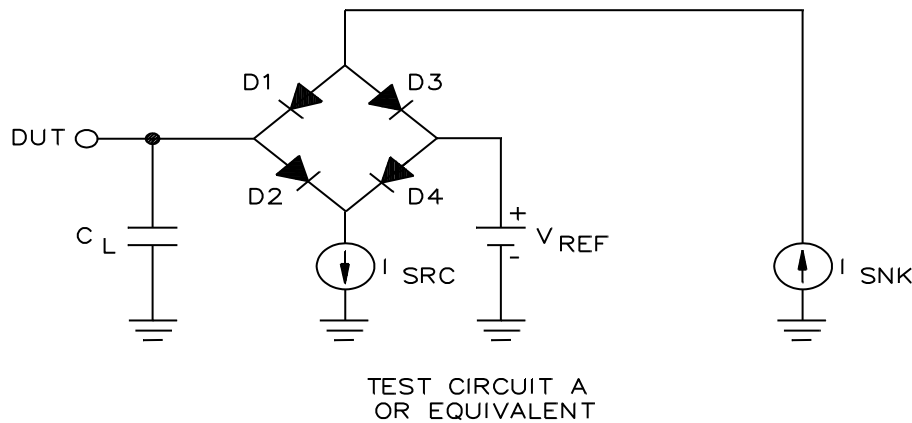 D1
D3
DUT
D2
D4
C L
+
V REF
-
I SRC
I SNK
TEST CIRCUIT A
OR EQUIVALENT